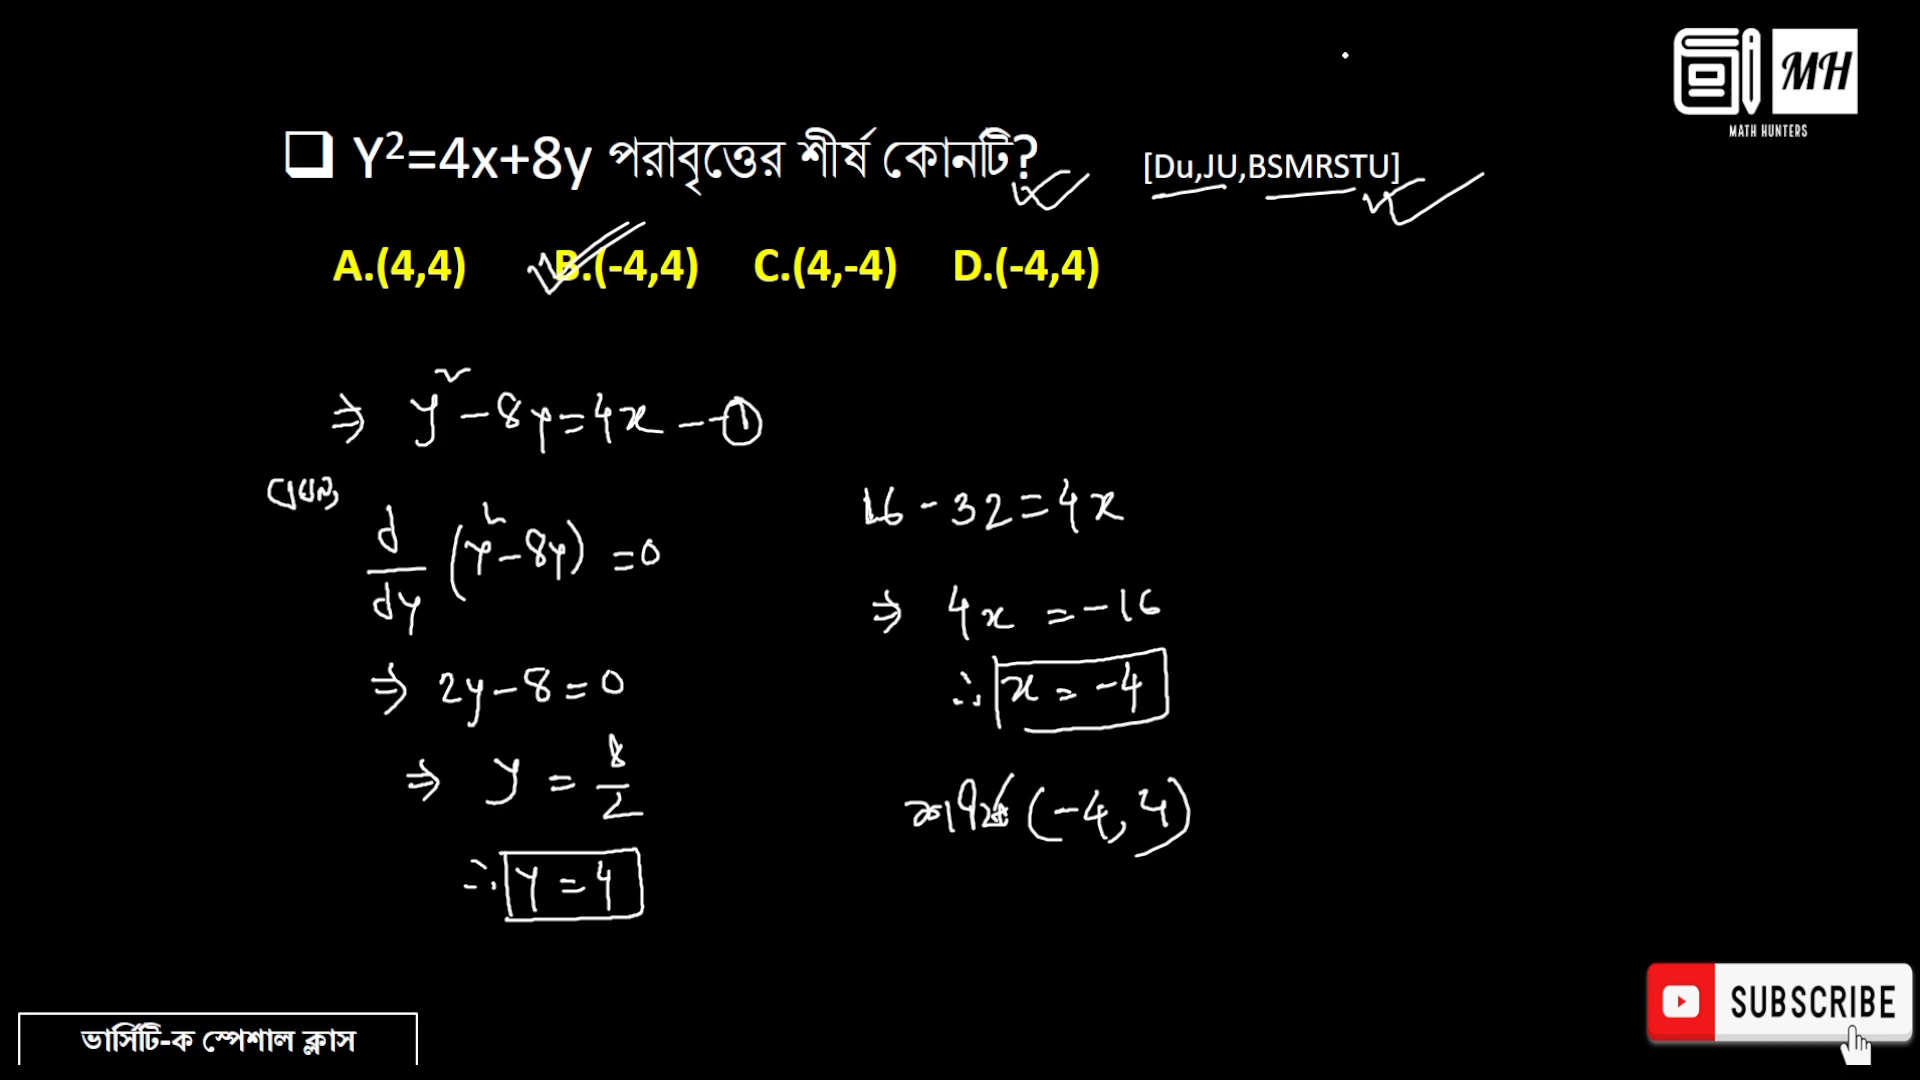 MH
MATH HUNTERS
❑ Y²=4x+8y পরাবৃত্তের শীর্ষ কোনটি? [Du,JU,BSMRSTU]
A.(4,4) B.(-4,4) C.(4,-4) D.(-4,4)
⇒ y² - 8y = 4x -- ①
d/dy (y² - 8y) = 0
⇒ 2y - 8 = 0
⇒ y = 8/2
∴ y = 4
16 - 32 = 4x
⇒ 4x = -16
∴ x = -4
(-4, 4)
SUBSCRIBE
ভার্সিটি-ক স্পেশাল ক্লাস